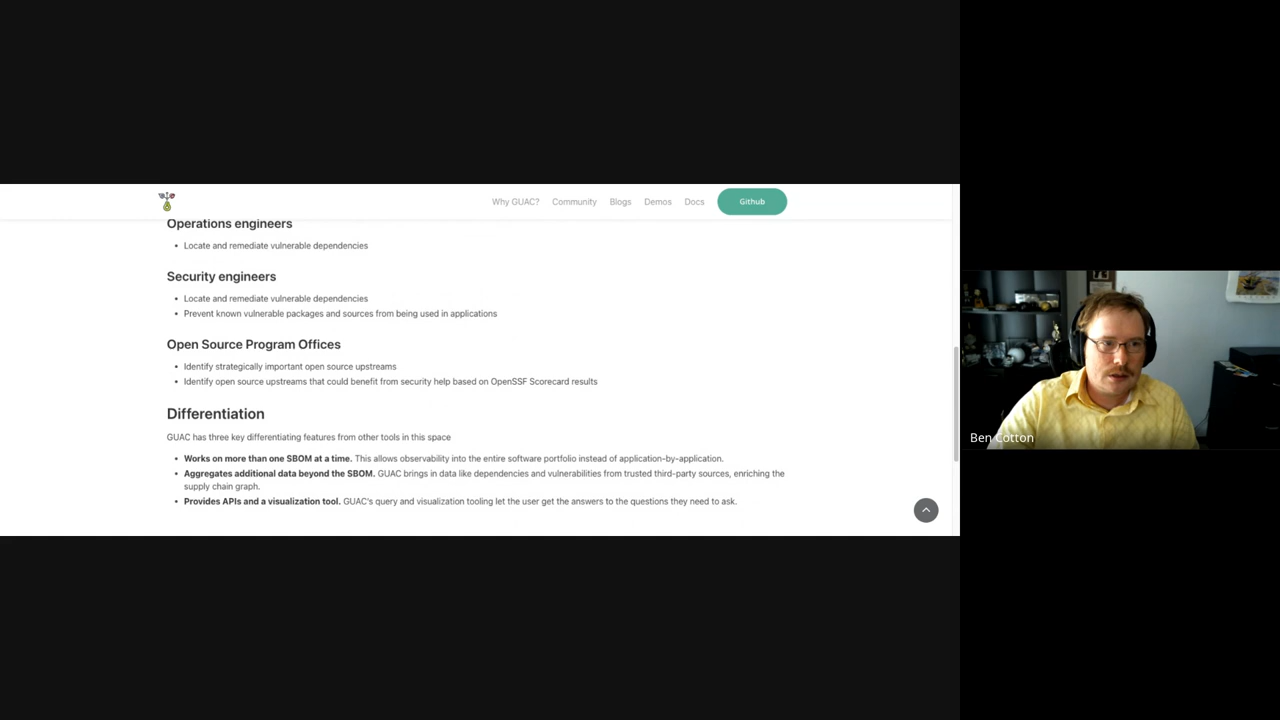 Why GUAC? Community Blogs Demos Docs Github
Operations engineers
• Locate and remediate vulnerable dependencies
Security engineers
• Locate and remediate vulnerable dependencies
• Prevent known vulnerable packages and sources from being used in applications
Open Source Program Offices
• Identify strategically important open source upstreams
• Identify open source upstreams that could benefit from security help based on OpenSSF Scorecard results
Differentiation
GUAC has three key differentiating features from other tools in this space
• Works on more than one SBOM at a time. This allows observability into the entire software portfolio instead of application-by-application.
• Aggregates additional data beyond the SBOM. GUAC brings in data like dependencies and vulnerabilities from trusted third-party sources, enriching the
supply chain graph.
• Provides APIs and a visualization tool. GUAC's query and visualization tooling let the user get the answers to the questions they need to ask.
Ben Cotton